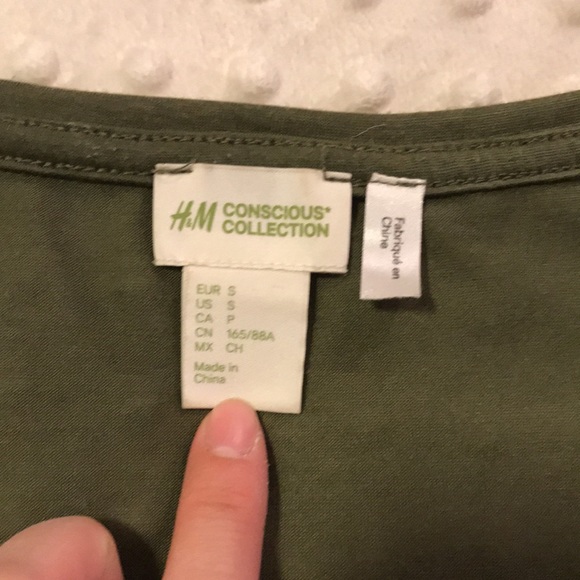 H&M CONSCIOUS*
COLLECTION
EUR S
US S
CA P
CN 165/88A
MX CH
Made in
China
Fabriqué en
Chine